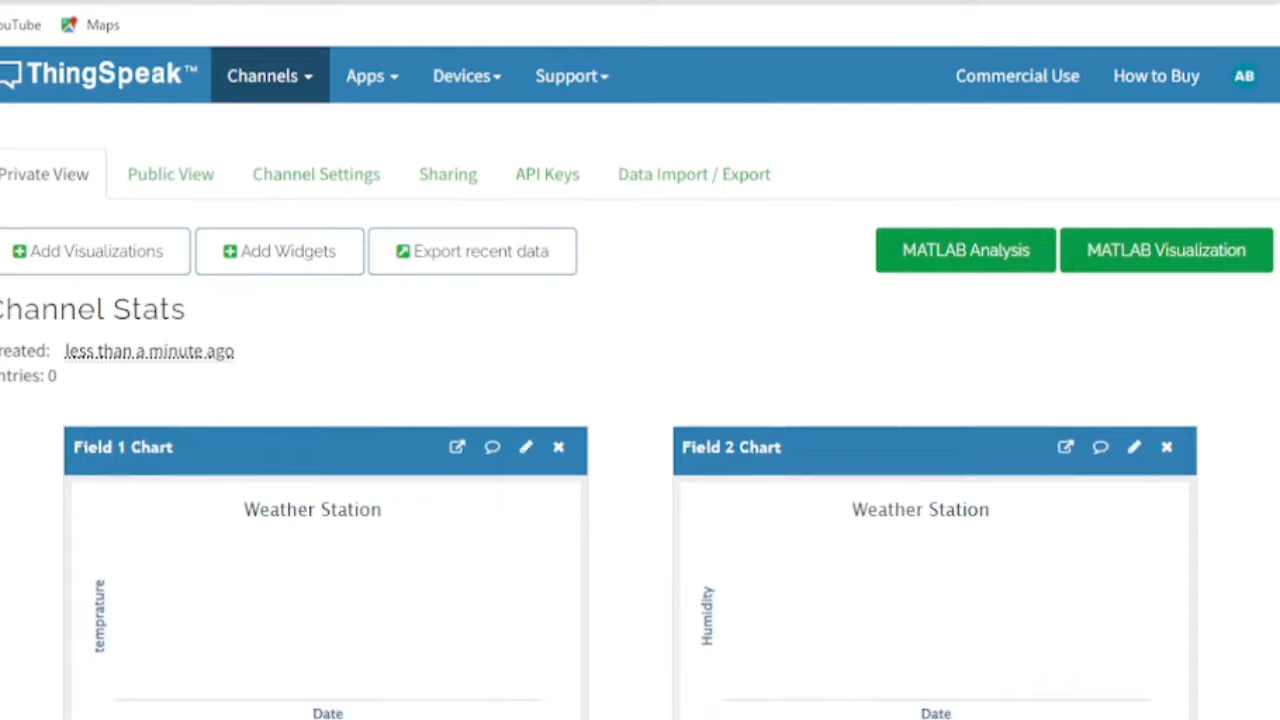 ouTube Maps
ThingSpeak™ Channels Apps Devices Support Commercial Use How to Buy AB
Private View Public View Channel Settings Sharing API Keys Data Import / Export
Add Visualizations Add Widgets Export recent data MATLAB Analysis MATLAB Visualization
Channel Stats
reated: less than a minute ago
ntries: 0
Field 1 Chart
Weather Station
temprature
Date
Field 2 Chart
Weather Station
Humidity
Date